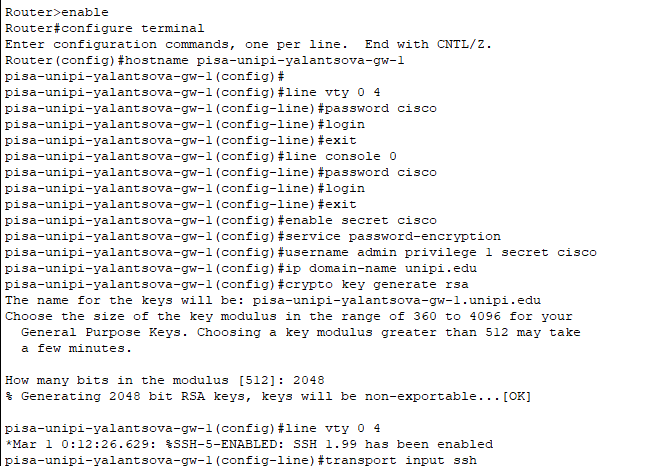 Router>enable
Router#configure terminal
Enter configuration commands, one per line.  End with CNTL/Z.
Router(config)#hostname pisa-unipi-yalantsova-gw-1
pisa-unipi-yalantsova-gw-1(config)#
pisa-unipi-yalantsova-gw-1(config)#line vty 0 4
pisa-unipi-yalantsova-gw-1(config-line)#password cisco
pisa-unipi-yalantsova-gw-1(config-line)#login
pisa-unipi-yalantsova-gw-1(config-line)#exit
pisa-unipi-yalantsova-gw-1(config)#line console 0
pisa-unipi-yalantsova-gw-1(config-line)#password cisco
pisa-unipi-yalantsova-gw-1(config-line)#login
pisa-unipi-yalantsova-gw-1(config-line)#exit
pisa-unipi-yalantsova-gw-1(config)#enable secret cisco
pisa-unipi-yalantsova-gw-1(config)#service password-encryption
pisa-unipi-yalantsova-gw-1(config)#username admin privilege 1 secret cisco
pisa-unipi-yalantsova-gw-1(config)#ip domain-name unipi.edu
pisa-unipi-yalantsova-gw-1(config)#crypto key generate rsa
The name for the keys will be: pisa-unipi-yalantsova-gw-1.unipi.edu
Choose the size of the key modulus in the range of 360 to 4096 for your
  General Purpose Keys. Choosing a key modulus greater than 512 may take
  a few minutes.

How many bits in the modulus [512]: 2048
% Generating 2048 bit RSA keys, keys will be non-exportable...[OK]

pisa-unipi-yalantsova-gw-1(config)#line vty 0 4
*Mar 1 0:12:26.629: %SSH-5-ENABLED: SSH 1.99 has been enabled
pisa-unipi-yalantsova-gw-1(config-line)#transport input ssh